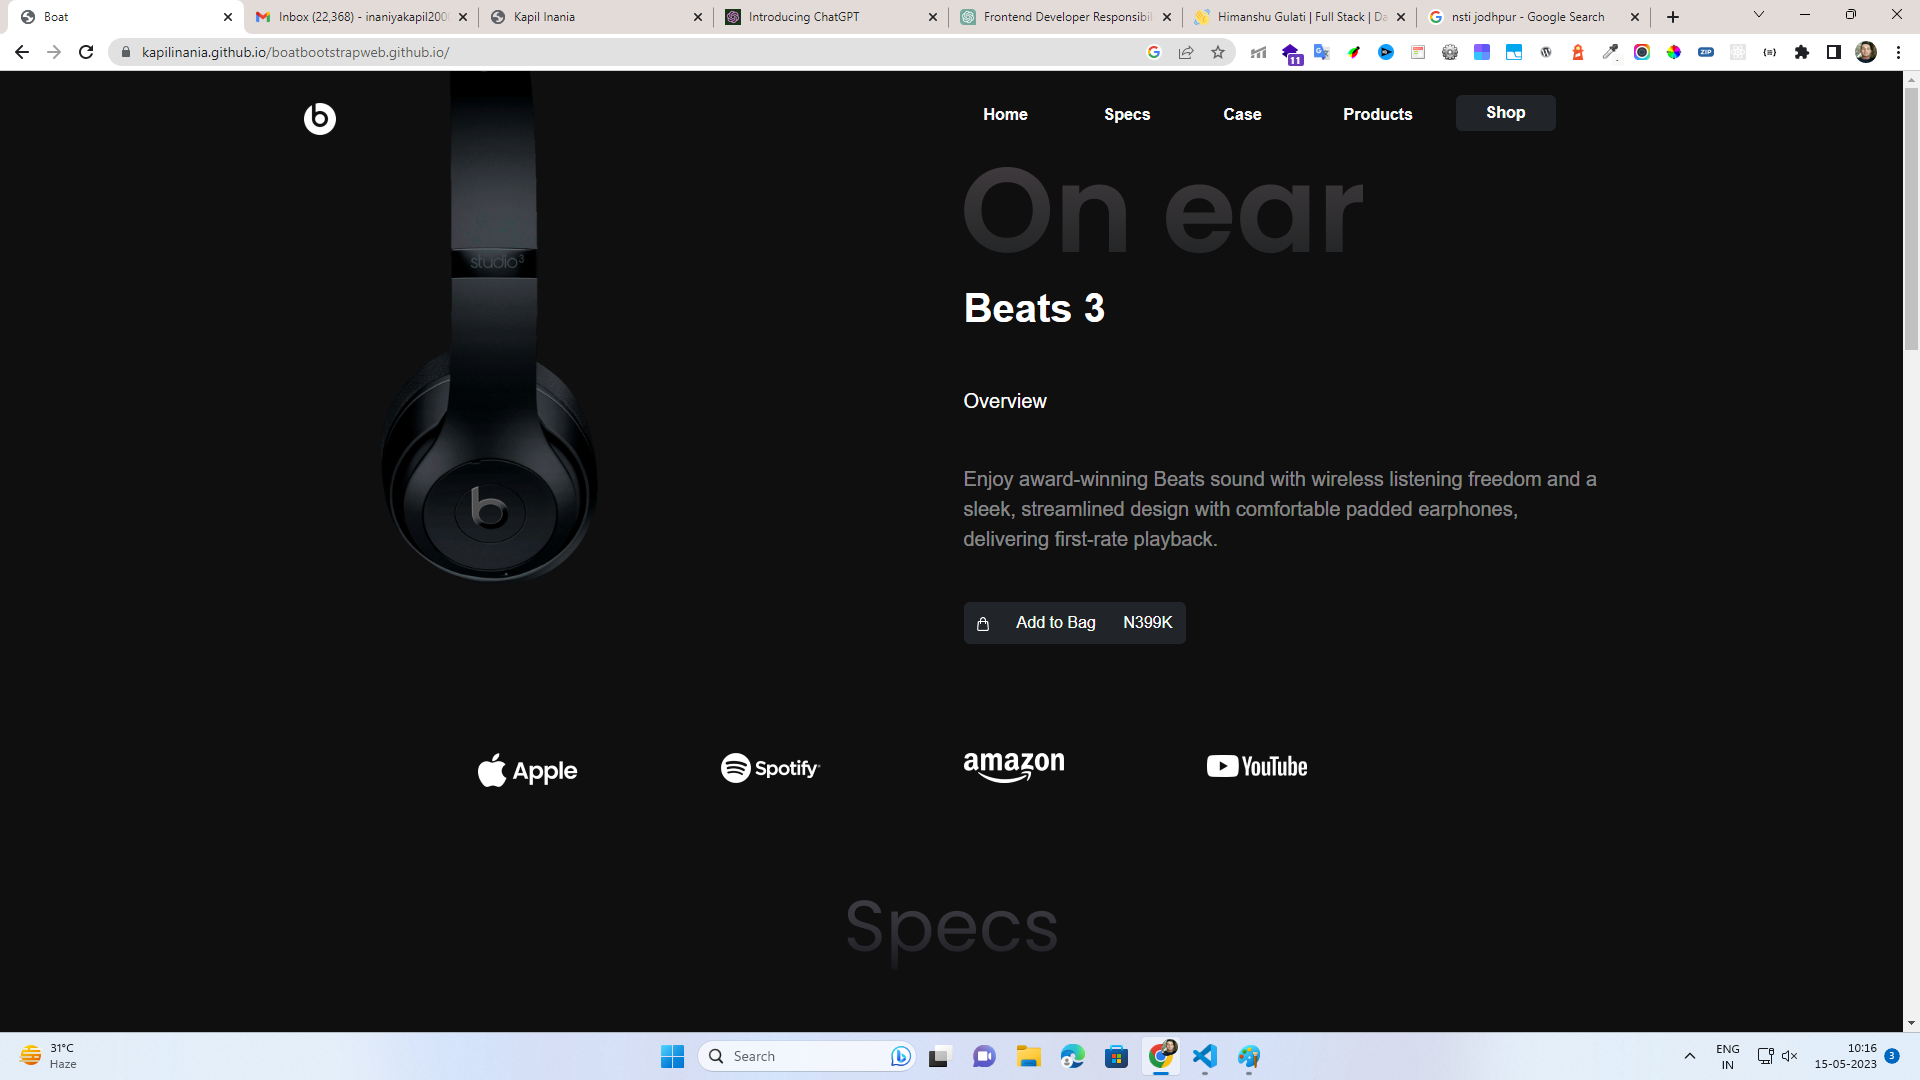 Boat
Inbox (22,368) - inaniyakapil200
Kapil Inania
Introducing ChatGPT
Frontend Developer Responsibil
Himanshu Gulati | Full Stack | Da
nsti jodhpur - Google Search
kapilinania.github.io/boatbootstrapweb.github.io/
11
ZIP
Home
Specs
Case
Products
Shop
studio3
On ear
Beats 3
Overview
Enjoy award-winning Beats sound with wireless listening freedom and a
sleek, streamlined design with comfortable padded earphones,
delivering first-rate playback.
Add to Bag N399K
Apple
Spotify
amazon
YouTube
Specs
31°C
Haze
Search
ENG
IN
10:16
15-05-2023
3